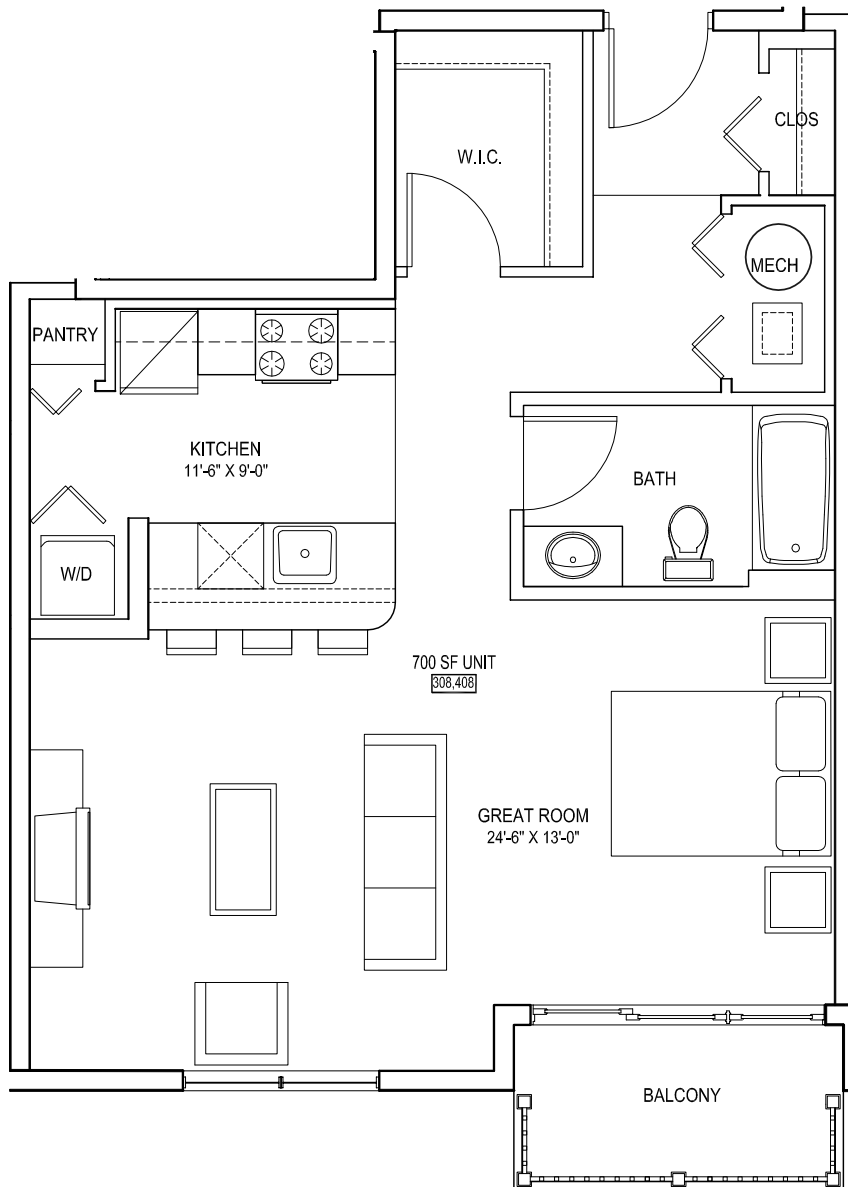 CLOS
W.I.C.
MECH
PANTRY
KITCHEN
11'-6" X 9'-0"
BATH
W/D
700 SF UNIT
308,408
GREAT ROOM
24'-6" X 13'-0"
BALCONY